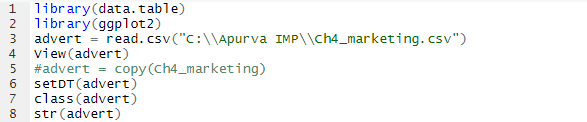 1 library(data.table)
2 library(ggplot2)
3 advert = read.csv("C:\\Apurva IMP\\Ch4_marketing.csv")
4 View(advert)
5 #advert = copy(Ch4_marketing)
6 setDT(advert)
7 class(advert)
8 str(advert)